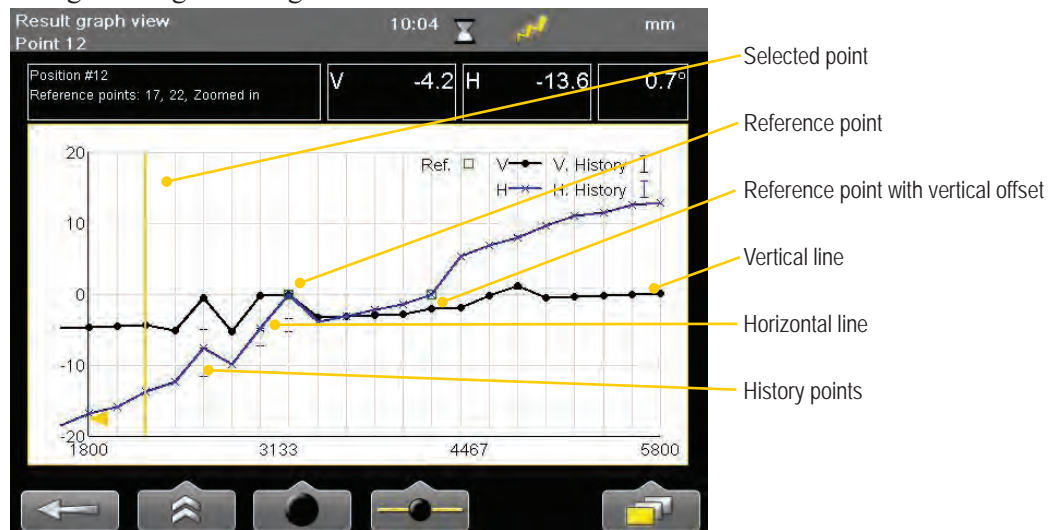 Result graph view
10:04
mm
Point 12
Position #12
Reference points: 17, 22, Zoomed in
V -4.2
H -13.6
0.7°
Ref.
V
V. History
H
H. History
20
10
0
-10
-20
1800
3133
4467
5800
Selected point
Reference point
Reference point with vertical offset
Vertical line
Horizontal line
History points